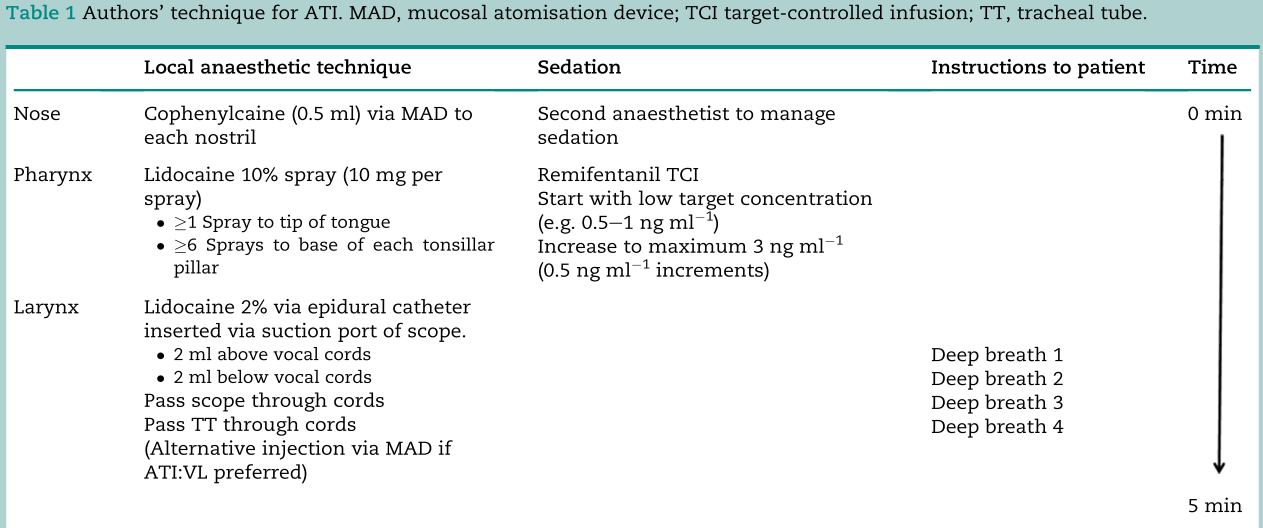 Table 1 Authors’ technique for ATI. MAD, mucosal atomisation device; TCI target-controlled infusion; TT, tracheal tube.
Local anaesthetic technique Sedation Instructions to patient Time
Nose Cophenylcaine (0.5 ml) via MAD to Second anaesthetist to manage 0 min
each nostril sedation
Pharynx Lidocaine 10% spray (10 mg per Remifentanil TCI
spray) Start with low target concentration
• ≥1 Spray to tip of tongue (e.g. 0.5–1 ng ml⁻¹)
• ≥6 Sprays to base of each tonsillar Increase to maximum 3 ng ml⁻¹
pillar (0.5 ng ml⁻¹ increments)
Larynx Lidocaine 2% via epidural catheter
inserted via suction port of scope.
• 2 ml above vocal cords Deep breath 1
• 2 ml below vocal cords Deep breath 2
Pass scope through cords Deep breath 3
Pass TT through cords Deep breath 4
(Alternative injection via MAD if
ATI:VL preferred)
5 min